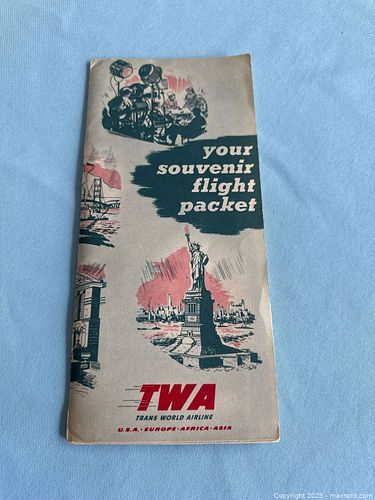 your
souvenir
flight
packet
TWA
TRANS WORLD AIRLINE
U.S.A. • EUROPE • AFRICA • ASIA
Copyright 2023 - maxsold.com